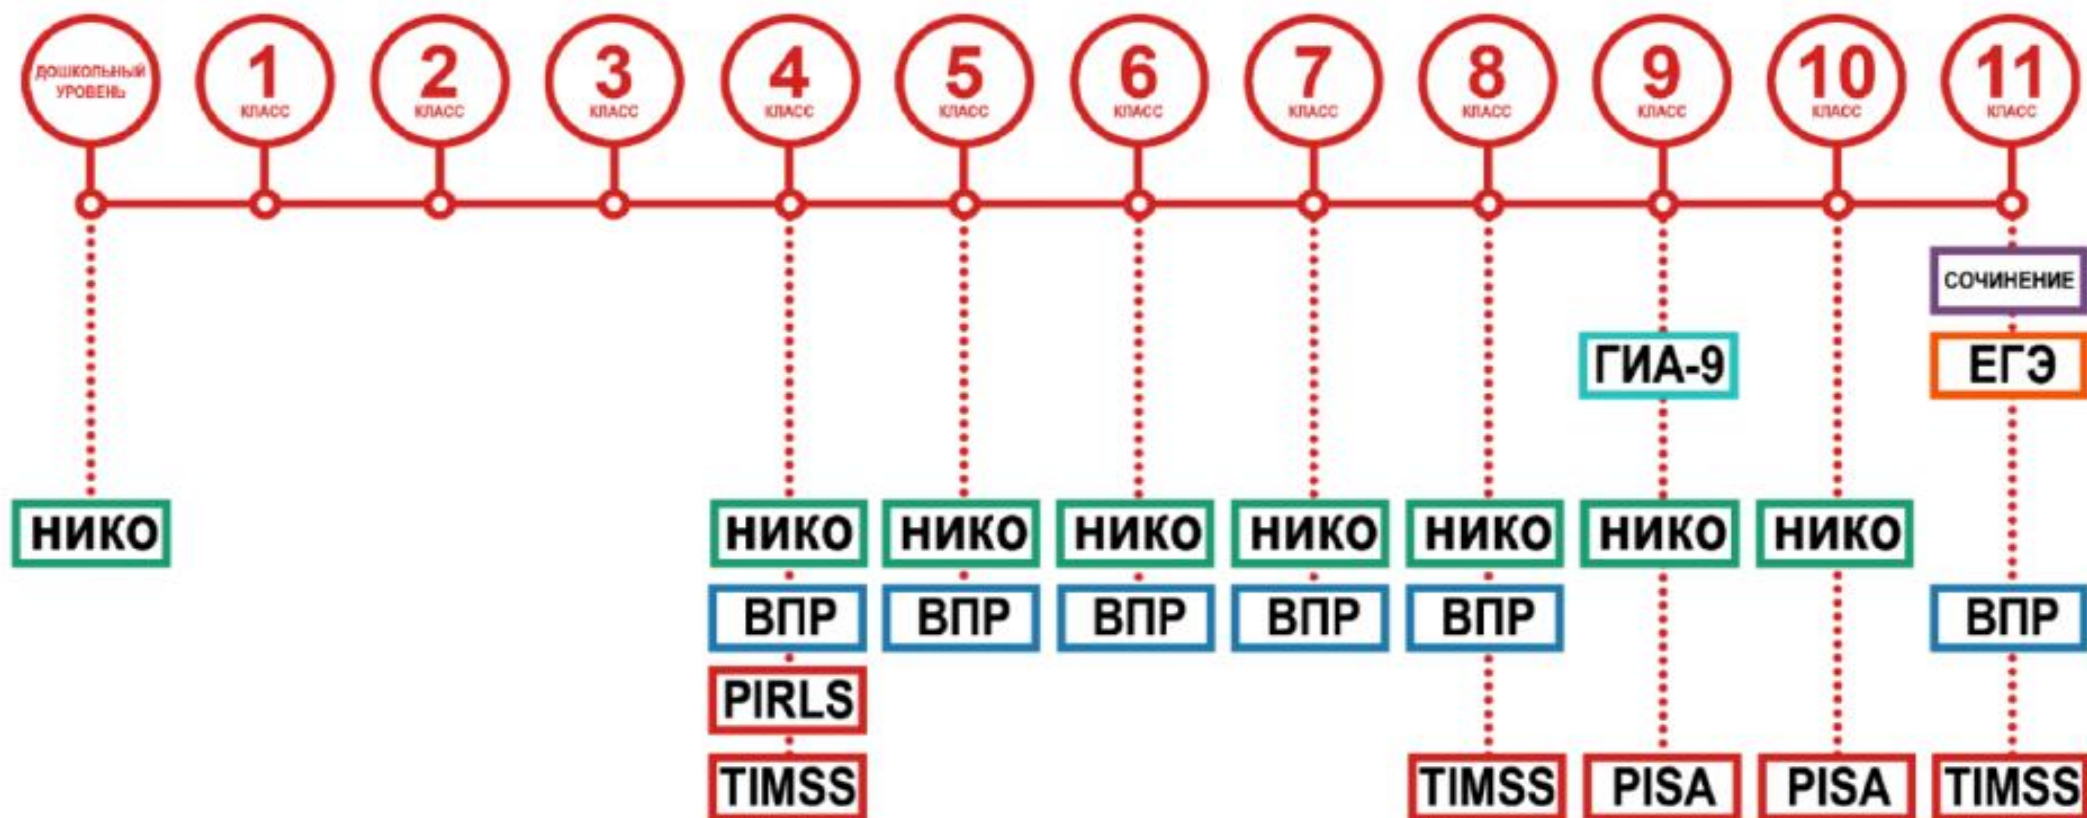 ДОШКОЛЬНЫЙ
УРОВЕНЬ
1
КЛАСС
2
КЛАСС
3
КЛАСС
4
КЛАСС
5
КЛАСС
6
КЛАСС
7
КЛАСС
8
КЛАСС
9
КЛАСС
10
КЛАСС
11
КЛАСС
СОЧИНЕНИЕ
ГИА-9
ЕГЭ
НИКО
НИКО
НИКО
НИКО
НИКО
НИКО
НИКО
НИКО
ВПР
ВПР
ВПР
ВПР
ВПР
ВПР
PIRLS
TIMSS
TIMSS
PISA
PISA
TIMSS